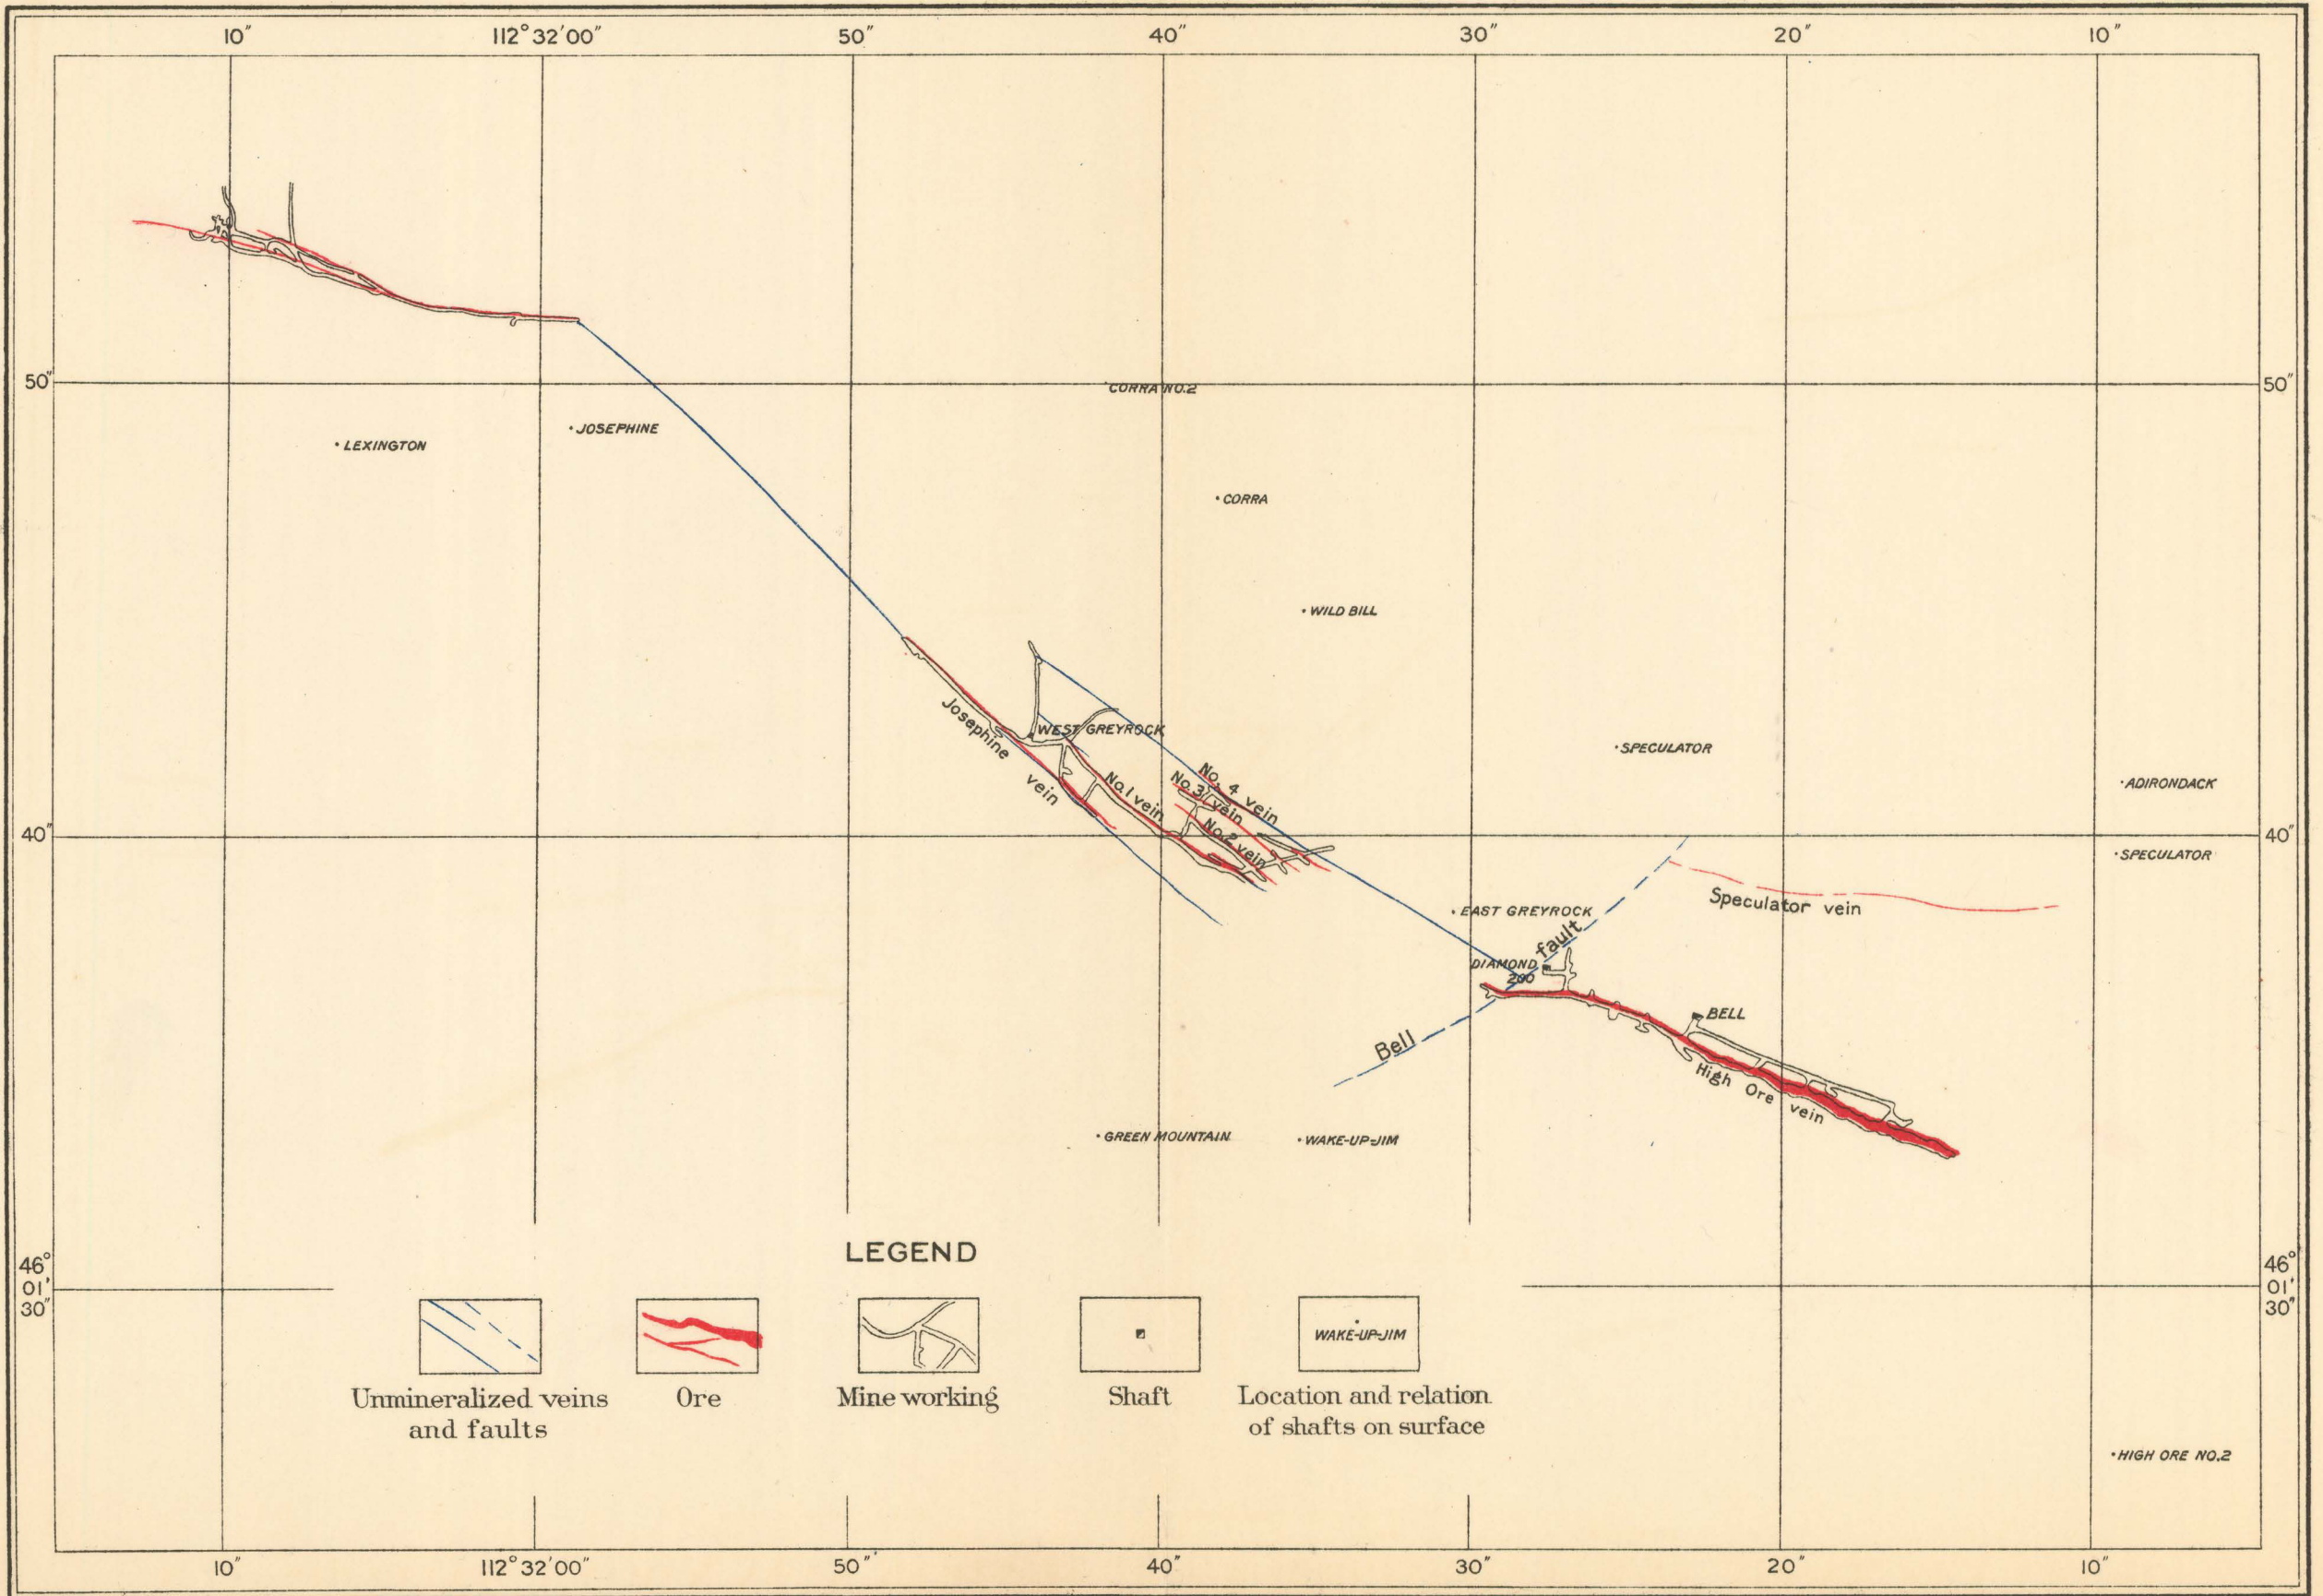 10″ 112°32′00″ 50″ 40″ 30″ 20″ 10″
50″ 50″
CORRA NO.2
JOSEPHINE
LEXINGTON
CORRA
WILD BILL
Josephine
vein
WEST GREYROCK
SPECULATOR
No. 4 vein
No.3 vein
No.1 vein
No.2 vein
ADIRONDACK
40″ 40″
SPECULATOR
Speculator vein
EAST GREYROCK
fault
DIAMOND
200
BELL
Bell
High Ore vein
GREEN MOUNTAIN
WAKE-UP-JIM
46°
01′
30″
46°
01′
30″
LEGEND
WAKE-UP-JIM
Unmineralized veins
and faults
Ore
Mine working
Shaft
Location and relation
of shafts on surface
HIGH ORE NO.2
10″ 112°32′00″ 50″ 40″ 30″ 20″ 10″